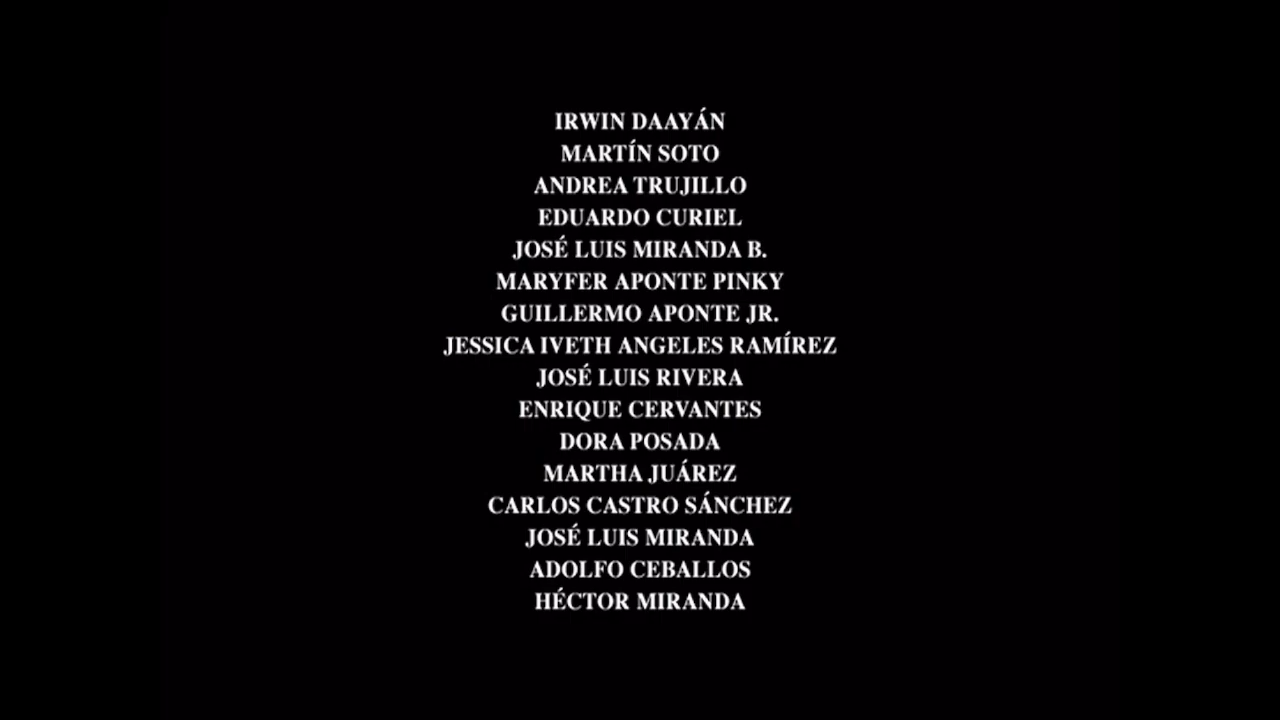 IRWIN DAAYÁN
MARTÍN SOTO
ANDREA TRUJILLO
EDUARDO CURIEL
JOSÉ LUIS MIRANDA B.
MARYFER APONTE PINKY
GUILLERMO APONTE JR.
JESSICA IVETH ANGELES RAMÍREZ
JOSÉ LUIS RIVERA
ENRIQUE CERVANTES
DORA POSADA
MARTHA JUÁREZ
CARLOS CASTRO SÁNCHEZ
JOSÉ LUIS MIRANDA
ADOLFO CEBALLOS
HÉCTOR MIRANDA